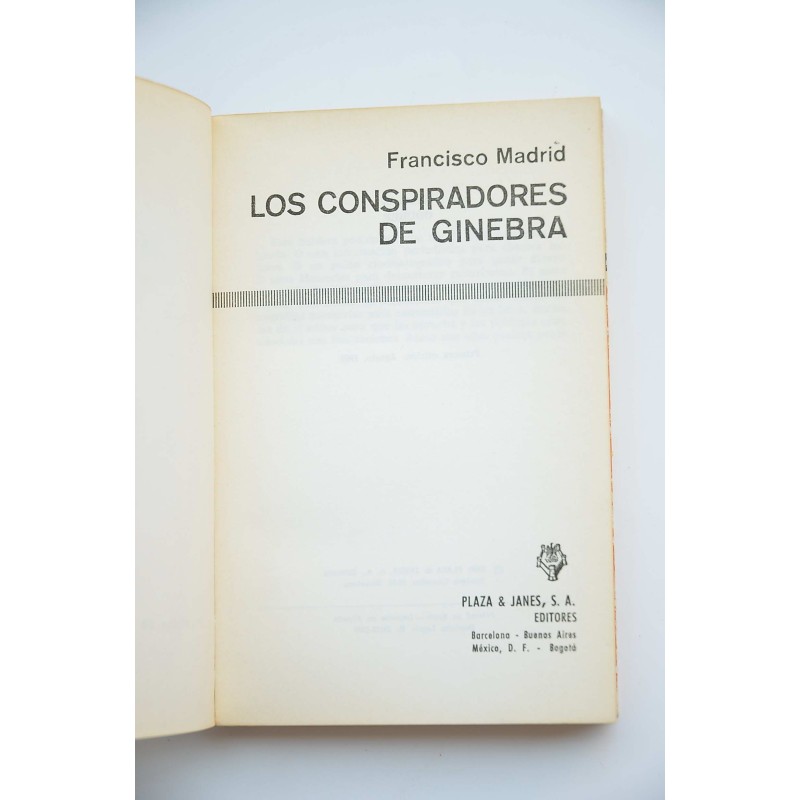 Francisco Madrid
LOS CONSPIRADORES
DE GINEBRA
PLAZA & JANES, S. A.
EDITORES
Barcelona - Buenos Aires
México, D. F. - Bogotá